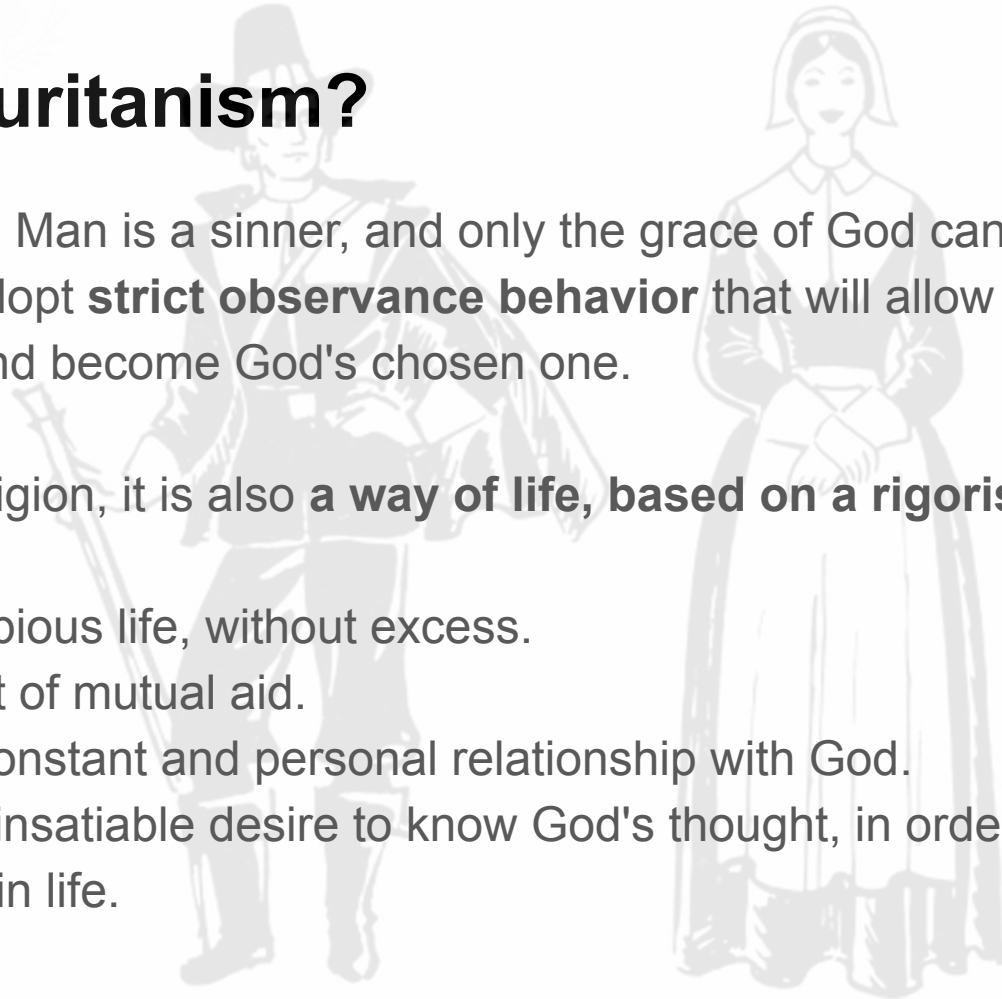 uritanism?
Man is a sinner, and only the grace of God can
lopt strict observance behavior that will allow
nd become God's chosen one.
igion, it is also a way of life, based on a rigoris
pious life, without excess.
t of mutual aid.
onstant and personal relationship with God.
insatiable desire to know God's thought, in orde
in life.